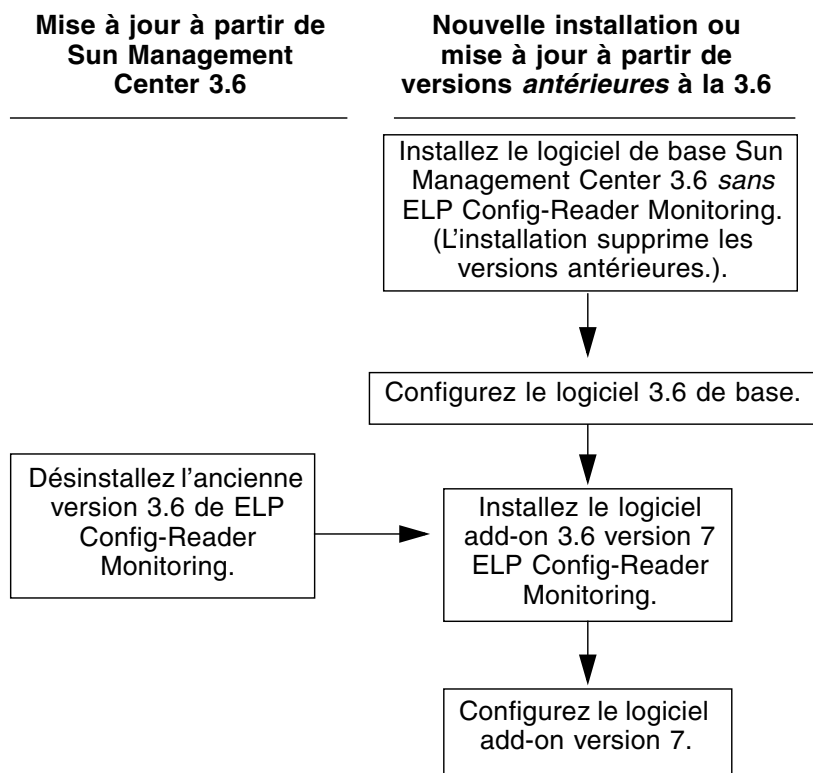 Mise à jour à partir de
Sun Management
Center 3.6
Nouvelle installation ou
mise à jour à partir de
versions antérieures à la 3.6
Installez le logiciel de base Sun
Management Center 3.6 sans
ELP Config-Reader Monitoring.
(L'installation supprime les
versions antérieures.).
Configurez le logiciel 3.6 de base.
Désinstallez l'ancienne
version 3.6 de ELP
Config-Reader
Monitoring.
Installez le logiciel
add-on 3.6 version 7
ELP Config-Reader
Monitoring.
Configurez le logiciel
add-on version 7.